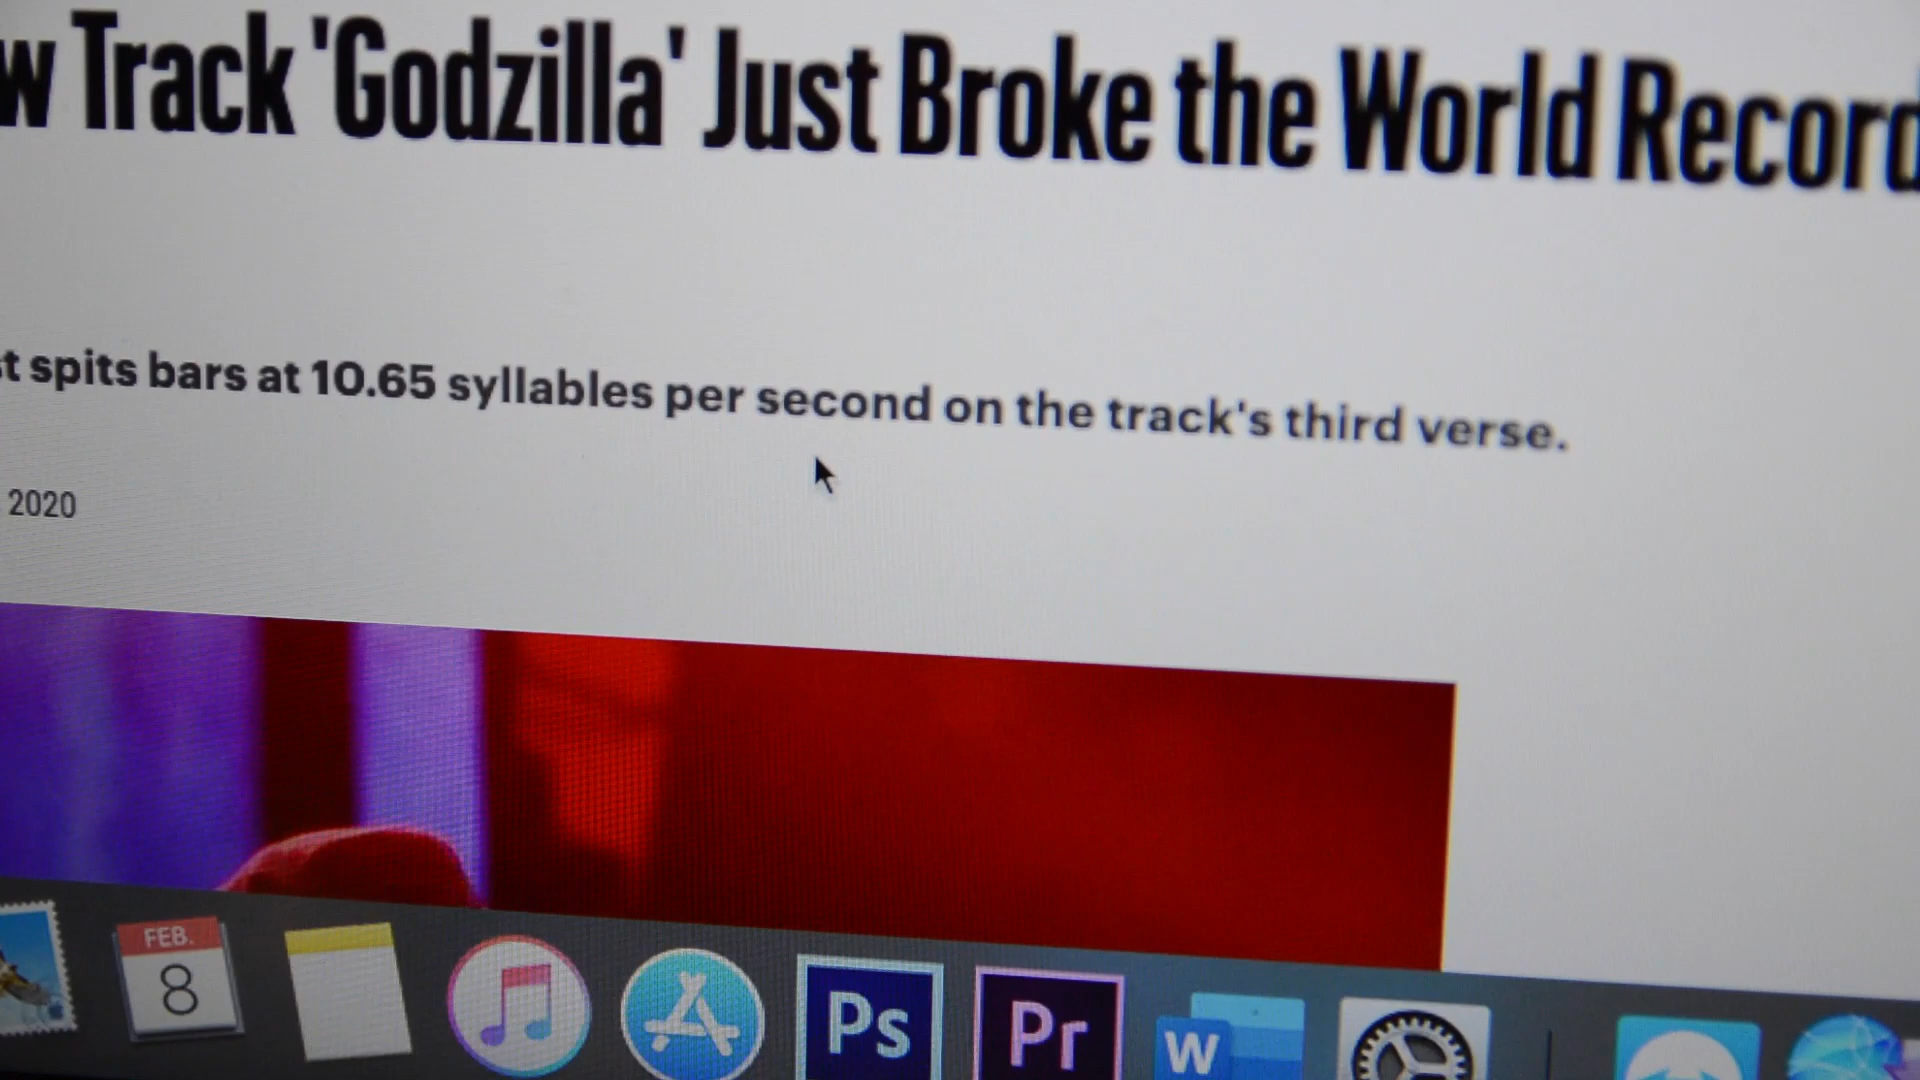 w Track 'Godzilla' Just Broke the World Record
t spits bars at 10.65 syllables per second on the track's third verse.
2020
FEB.
8
Ps
Pr
W